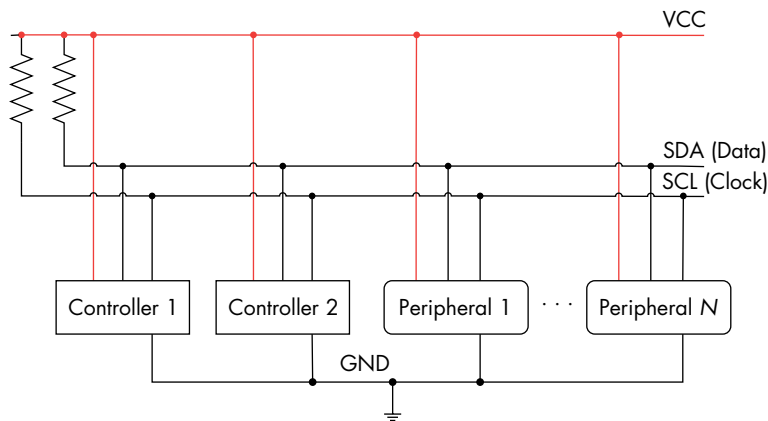 VCC
SDA (Data)
SCL (Clock)
Controller 1
Controller 2
Peripheral 1
. . .
Peripheral N
GND